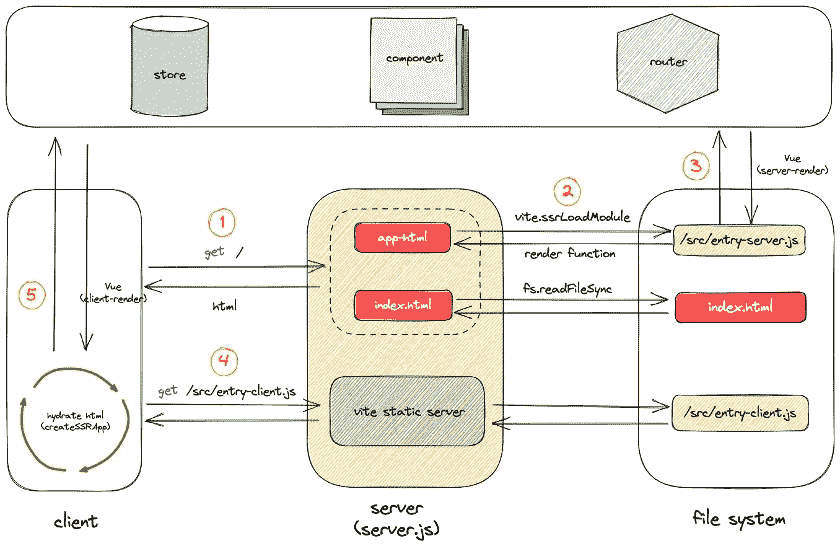 store
component
router
3
Vue
(server-render)
1
get /
html
2
vite.ssrLoadModule
render function
app-html
/src/entry-server.js
fs.readFileSync
index.html
index.html
5
Vue
(client-render)
4
get /src/entry-client.js
vite static server
/src/entry-client.js
hydrate html
(createSSRApp)
client
server
(server.js)
file system